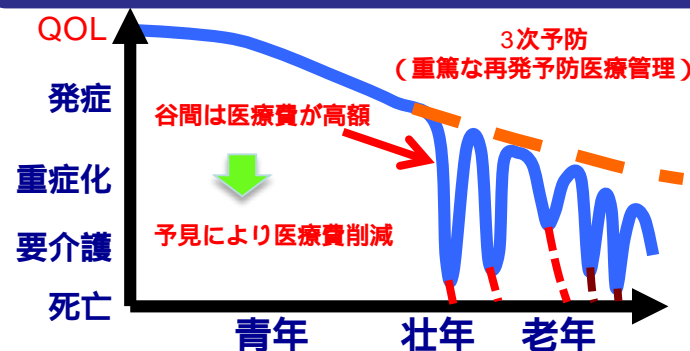 QOL
3次予防
（重篤な再発予防医療管理）
発症
谷間は医療費が高額
重症化
予見により医療費削減
要介護
死亡
青年
壮年
老年